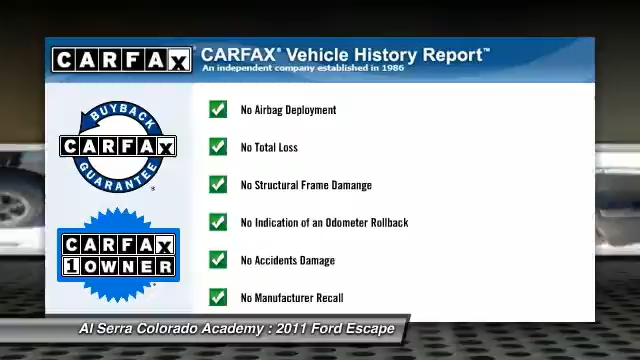 CARFAX® CARFAX® Vehicle History Report™
An independent company established in 1986
BUYBACK
CARFAX
GUARANTEE
CARFAX
1 OWNER
No Airbag Deployment
No Total Loss
No Structural Frame Damange
No Indication of an Odometer Rollback
No Accidents Damage
No Manufacturer Recall
Al Serra Colorado Academy : 2011 Ford Escape